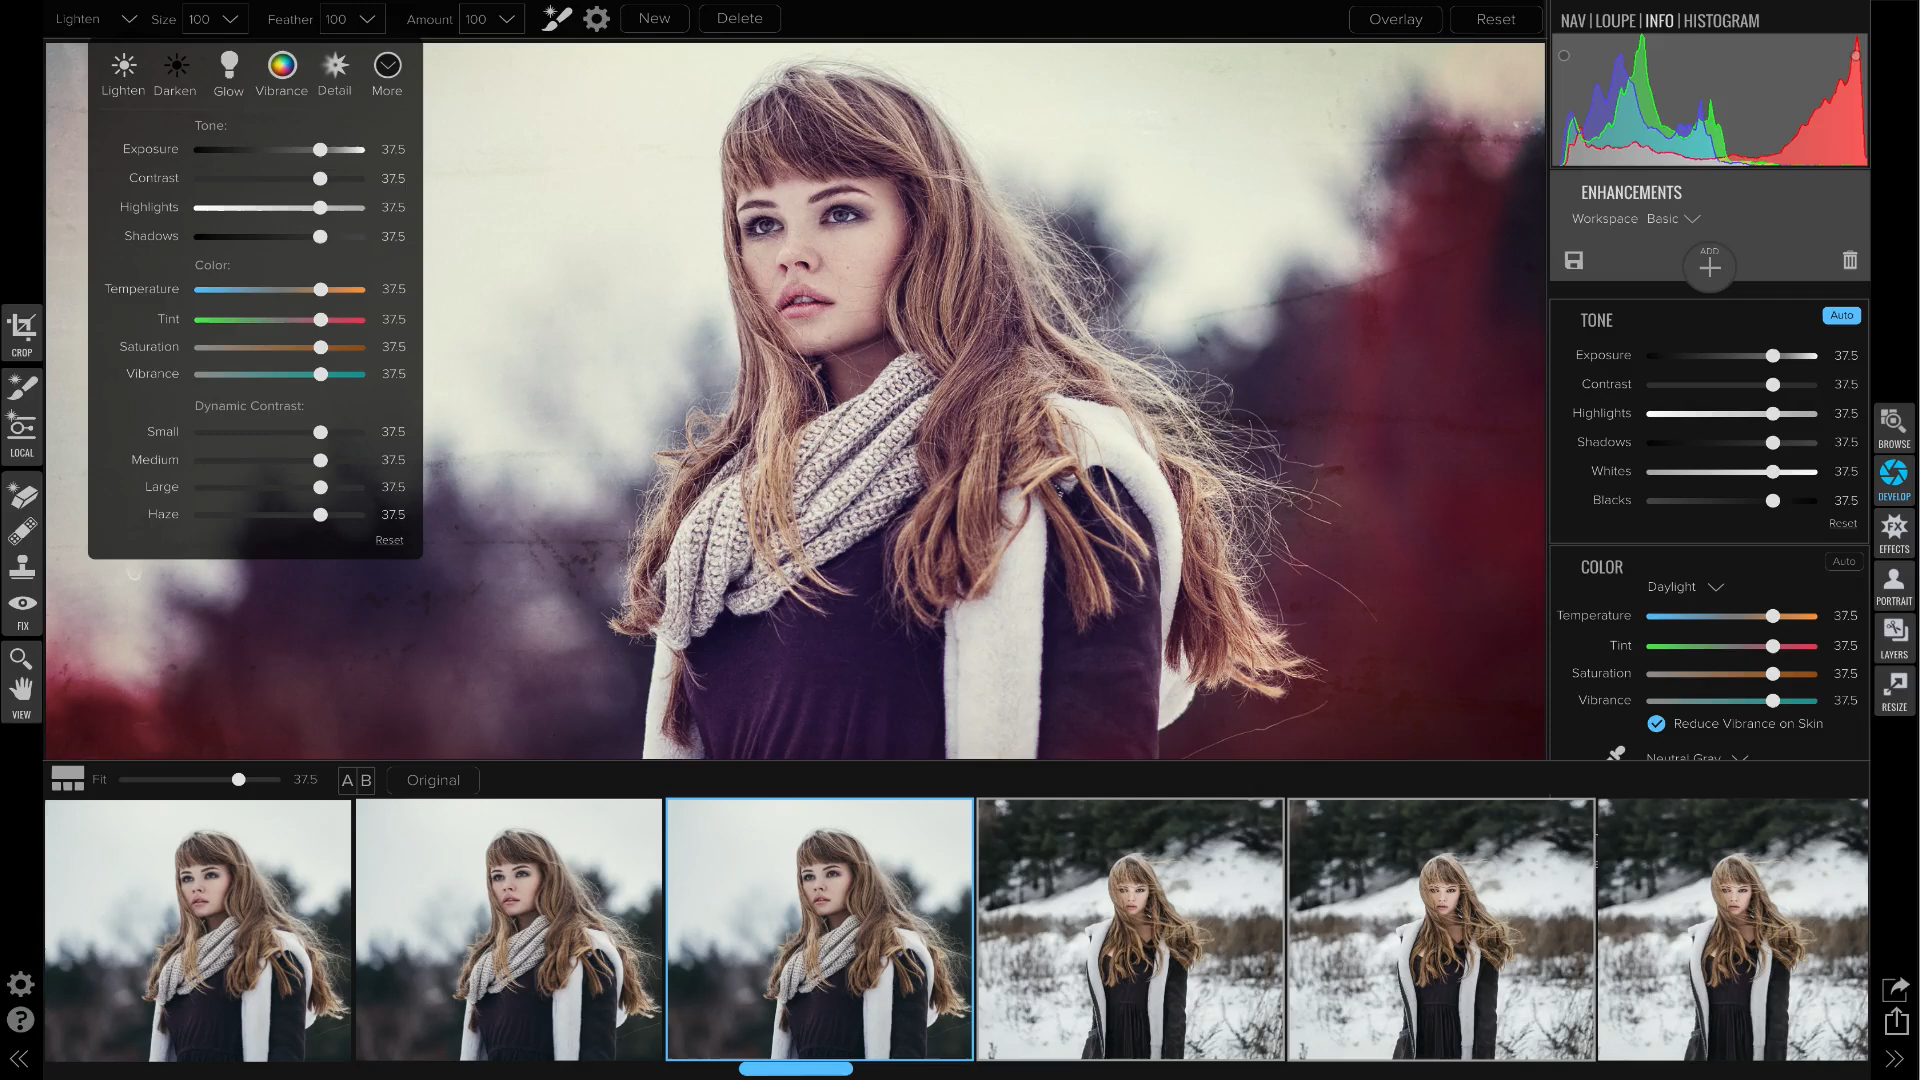 Lighten Size 100 Feather 100 Amount 100 New Delete Overlay Reset
NAV | LOUPE | INFO | HISTOGRAM
Lighten Darken Glow Vibrance Detail More
Tone:
Exposure 37.5
Contrast 37.5
Highlights 37.5
Shadows 37.5
Color:
Temperature 37.5
Tint 37.5
Saturation 37.5
Vibrance 37.5
Dynamic Contrast:
Small 37.5
Medium 37.5
Large 37.5
Haze 37.5
Reset
CROP
LOCAL
FIX
VIEW
ENHANCEMENTS
Workspace Basic
ADD
TONE Auto
Exposure 37.5
Contrast 37.5
Highlights 37.5
Shadows 37.5
Whites 37.5
Blacks 37.5
Reset
COLOR Auto
Daylight
Temperature 37.5
Tint 37.5
Saturation 37.5
Vibrance 37.5
Reduce Vibrance on Skin
Neutral Gray
BROWSE
DEVELOP
FX
EFFECTS
PORTRAIT
LAYERS
RESIZE
Fit 37.5 A B Original
?